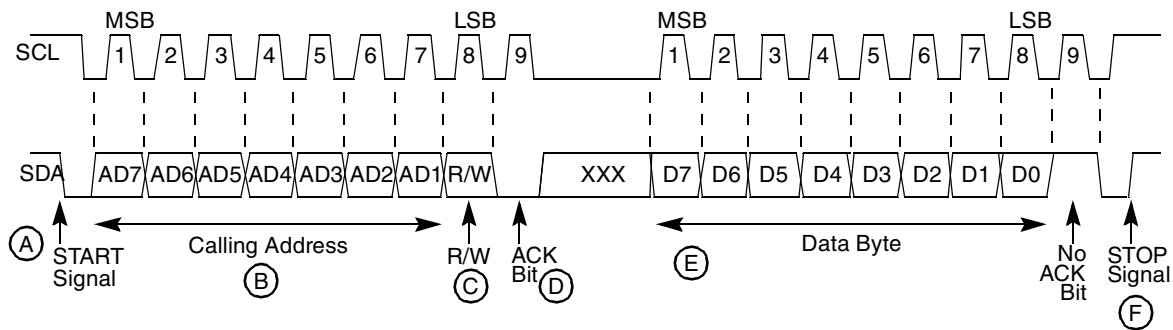 MSB LSB MSB LSB
SCL 1 2 3 4 5 6 7 8 9 1 2 3 4 5 6 7 8 9
SDA AD7 AD6 AD5 AD4 AD3 AD2 AD1 R/W XXX D7 D6 D5 D4 D3 D2 D1 D0
A START Signal
Calling Address
B
R/W
C
ACK
Bit D
E
Data Byte
No
ACK
Bit
STOP
Signal
F